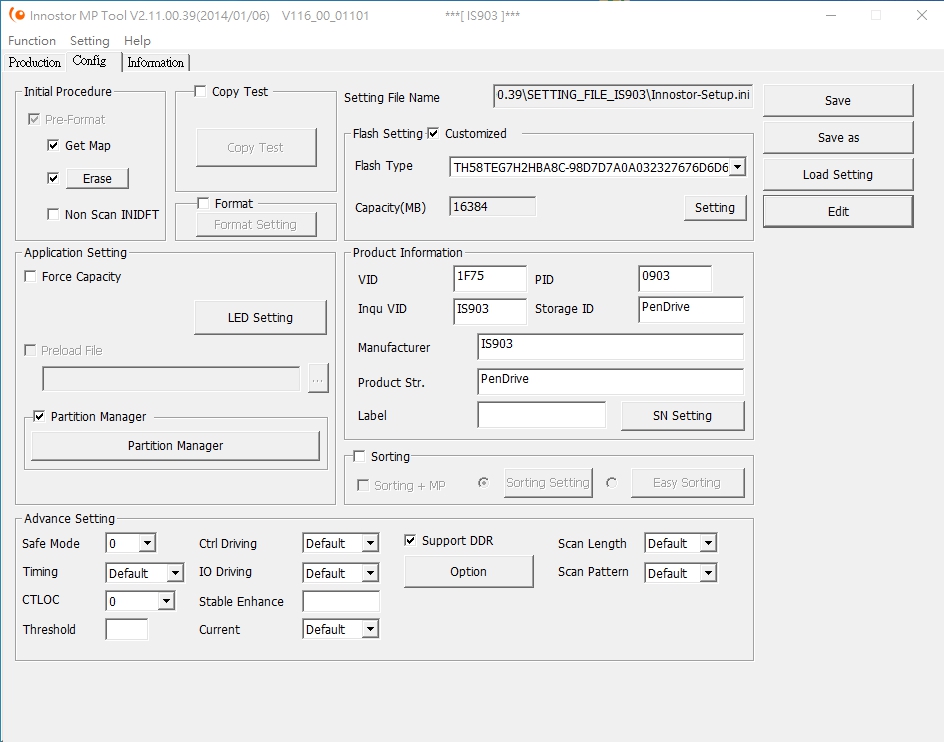 Innostor MP Tool V2.11.00.39(2014/01/06) V116_00_01101 ***[ IS903 ]***
Function Setting Help
Production Config Information
Initial Procedure
Pre-Format
Get Map
Erase
Non Scan INIDFT
Copy Test
Copy Test
Format
Format Setting
Setting File Name 0.39\SETTING_FILE_IS903\Innostor-Setup.ini
Flash Setting Customized
Flash Type TH58TEG7H2HBA8C-98D7D7A0A032327676D6D6
Capacity(MB) 16384 Setting
Save
Save as
Load Setting
Edit
Application Setting
Force Capacity
LED Setting
Preload File
...
Partition Manager
Partition Manager
Product Information
VID 1F75 PID 0903
Inqu VID IS903 Storage ID PenDrive
Manufacturer IS903
Product Str. PenDrive
Label SN Setting
Sorting
Sorting + MP Sorting Setting Easy Sorting
Advance Setting
Safe Mode 0 Ctrl Driving Default Support DDR Scan Length Default
Timing Default IO Driving Default Option Scan Pattern Default
CTLOC 0 Stable Enhance
Threshold Current Default